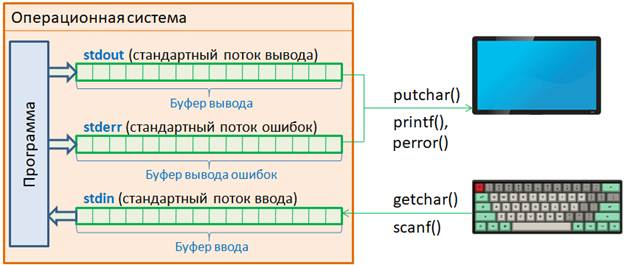 Операционная система
Программа
stdout (стандартный поток вывода)
Буфер вывода
stderr (стандартный поток ошибок)
Буфер вывода ошибок
stdin (стандартный поток ввода)
Буфер ввода
putchar()
printf(),
perror()
getchar()
scanf()